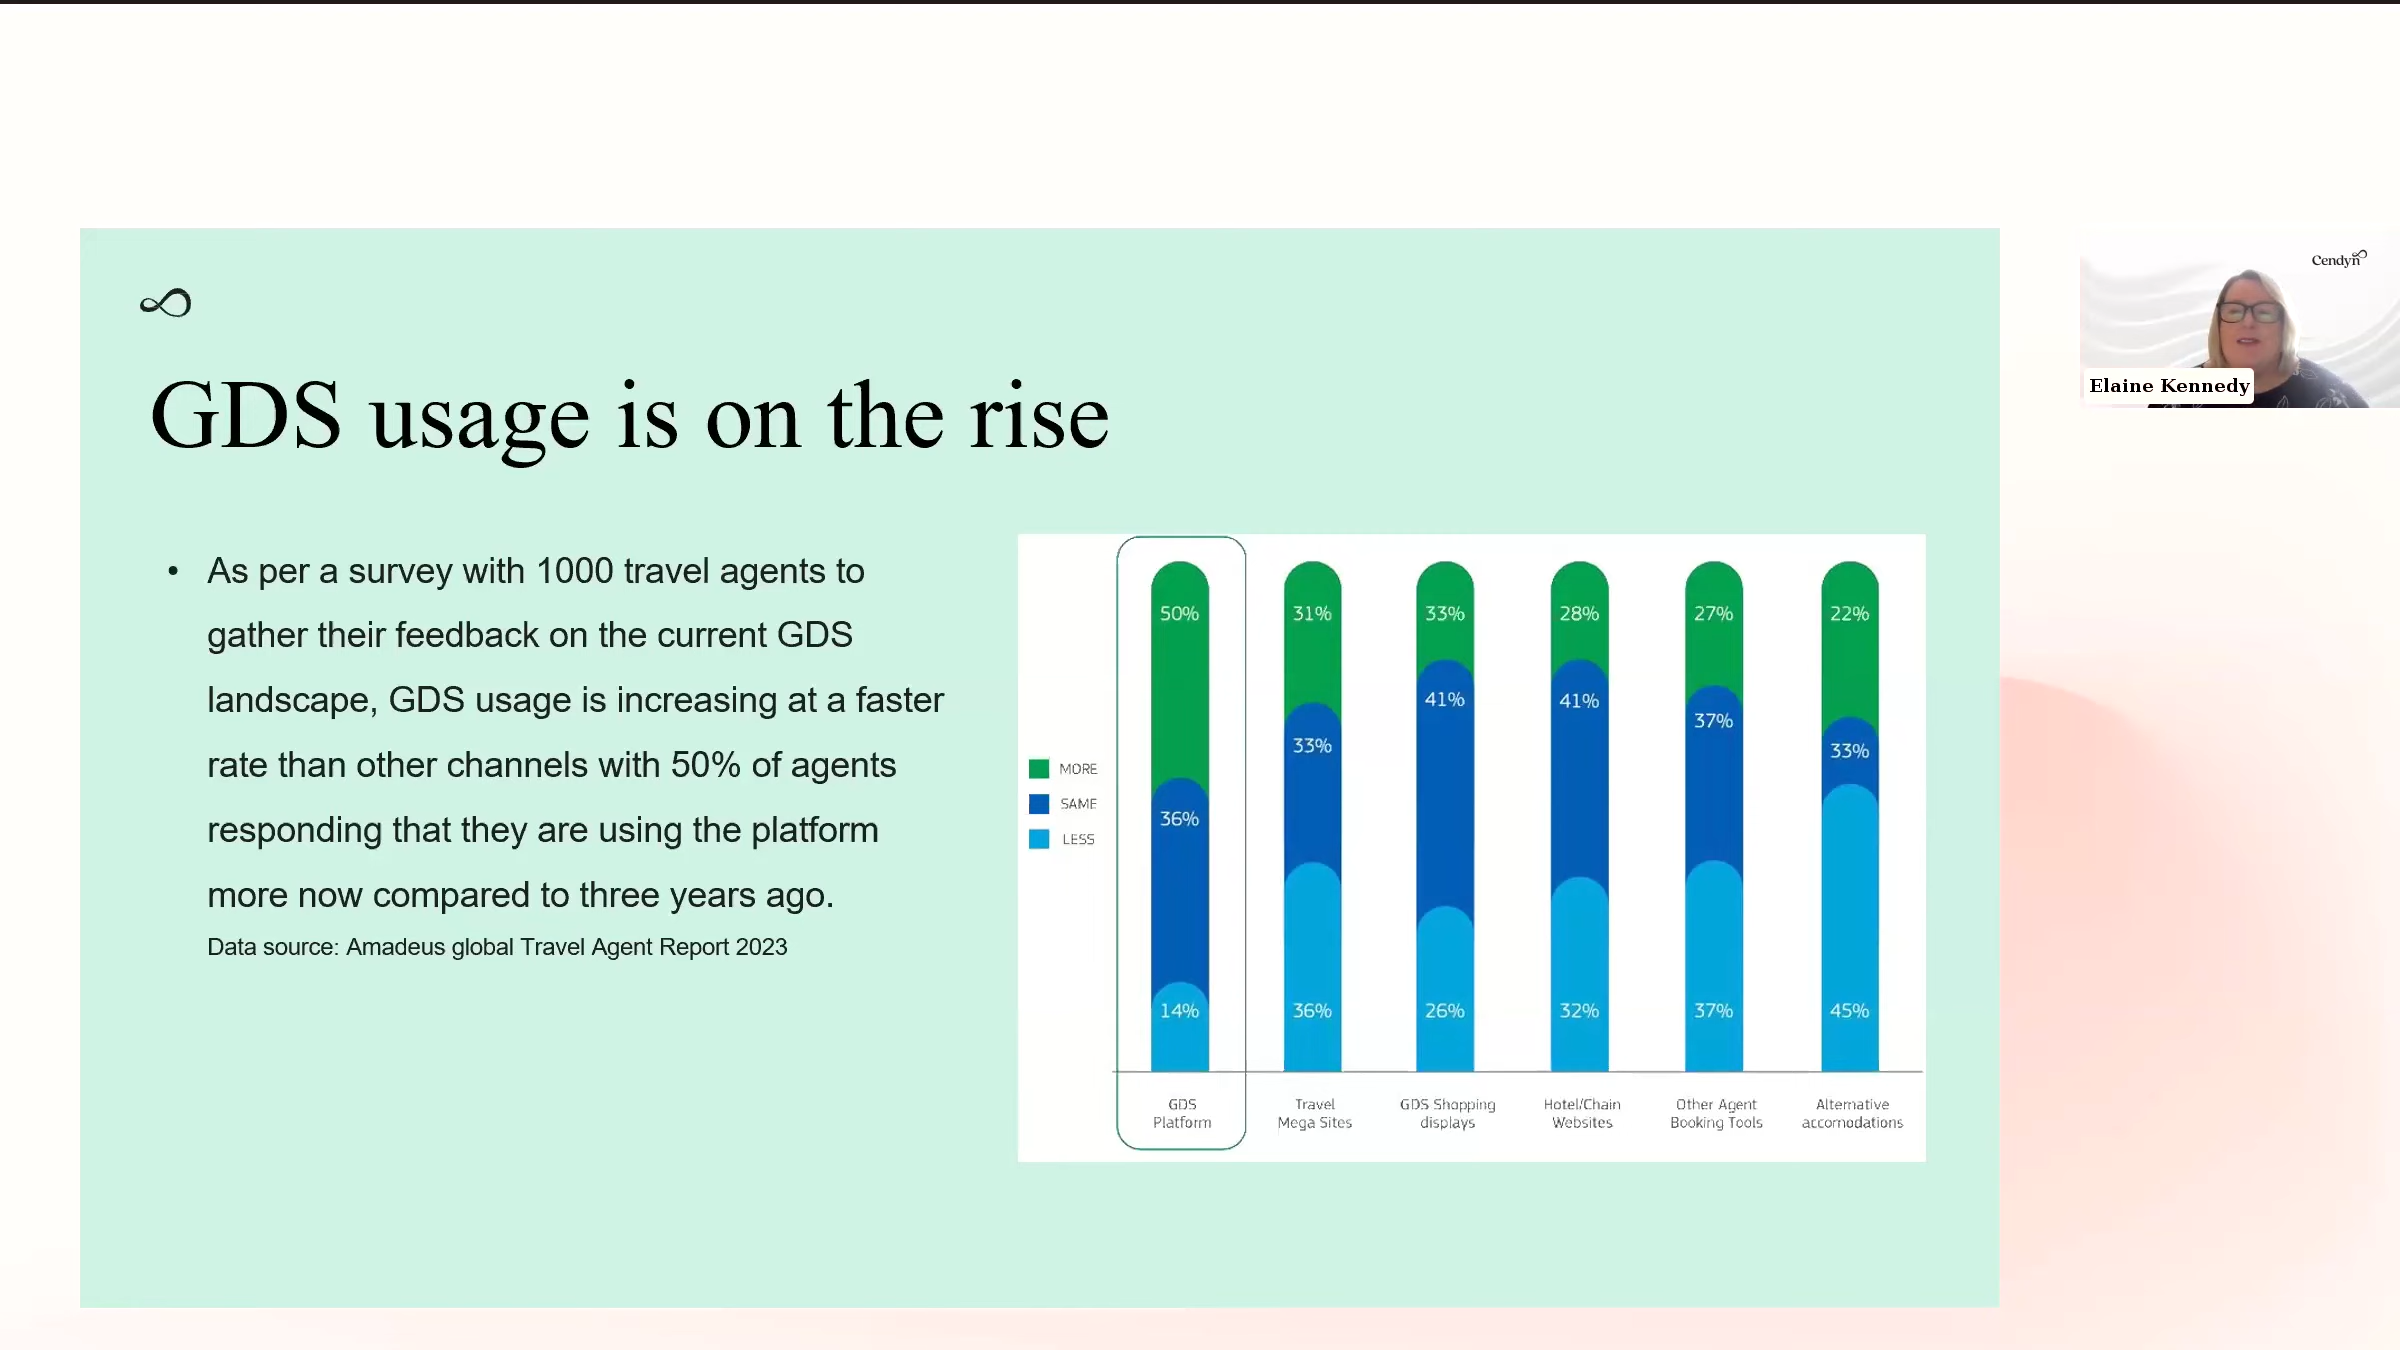 Cendyn
Elaine Kennedy
GDS usage is on the rise
• As per a survey with 1000 travel agents to
gather their feedback on the current GDS
landscape, GDS usage is increasing at a faster
rate than other channels with 50% of agents
responding that they are using the platform
more now compared to three years ago.
Data source: Amadeus global Travel Agent Report 2023
MORE
SAME
LESS
50%
36%
14%
GDS
Platform
31%
33%
36%
Travel
Mega Sites
33%
41%
26%
GDS Shopping
displays
28%
41%
32%
Hotel/Chain
Websites
27%
37%
37%
Other Agent
Booking Tools
22%
33%
45%
Alternative
accomodations